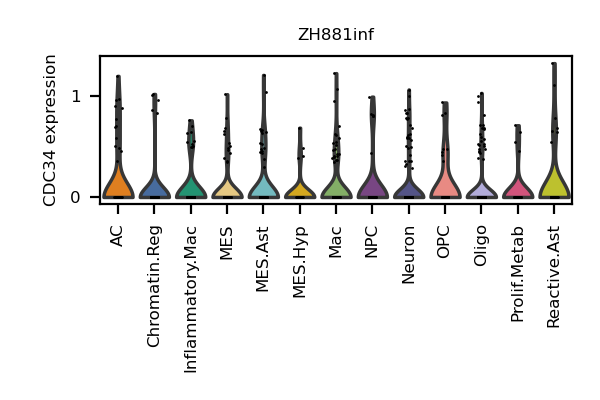 ZH881inf
CDC34 expression
1
0
AC
Chromatin.Reg
Inflammatory.Mac
MES
MES.Ast
MES.Hyp
Mac
NPC
Neuron
OPC
Oligo
Prolif.Metab
Reactive.Ast